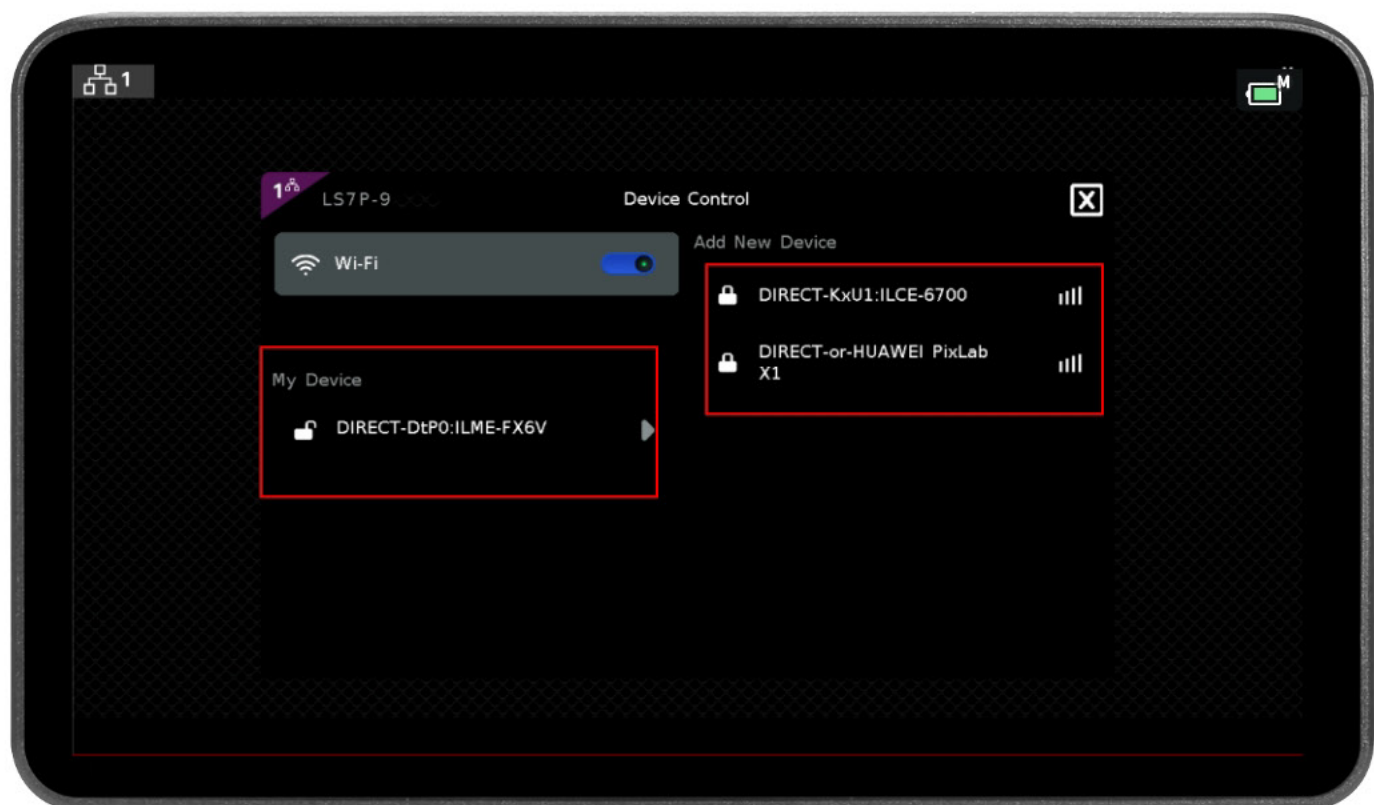 1
M
1
LS7P-9
Device Control
X
Wi-Fi
Add New Device
DIRECT-KxU1:ILCE-6700
DIRECT-or-HUAWEI PixLab
X1
My Device
DIRECT-DtP0:ILME-FX6V